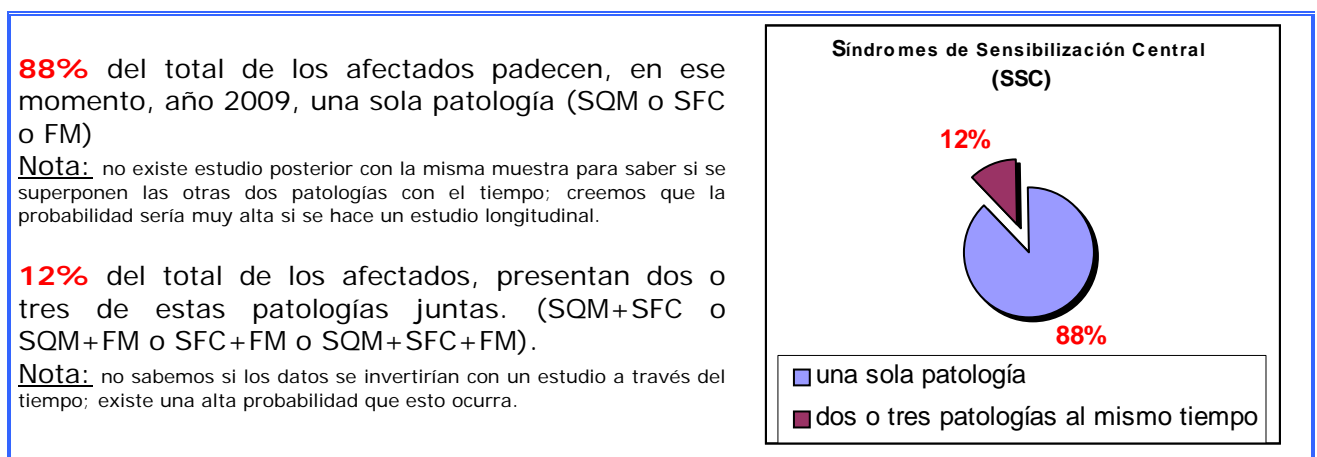 88% del total de los afectados padecen, en ese
momento, año 2009, una sola patología (SQM o SFC
o FM)
Nota: no existe estudio posterior con la misma muestra para saber si se
superponen las otras dos patologías con el tiempo; creemos que la
probabilidad sería muy alta si se hace un estudio longitudinal.
12% del total de los afectados, presentan dos o
tres de estas patologías juntas. (SQM+SFC o
SQM+FM o SFC+FM o SQM+SFC+FM).
Nota: no sabemos si los datos se invertirían con un estudio a través del
tiempo; existe una alta probabilidad que esto ocurra.
Síndromes de Sensibilización Central
(SSC)
12%
88%
una sola patología
dos o tres patologías al mismo tiempo